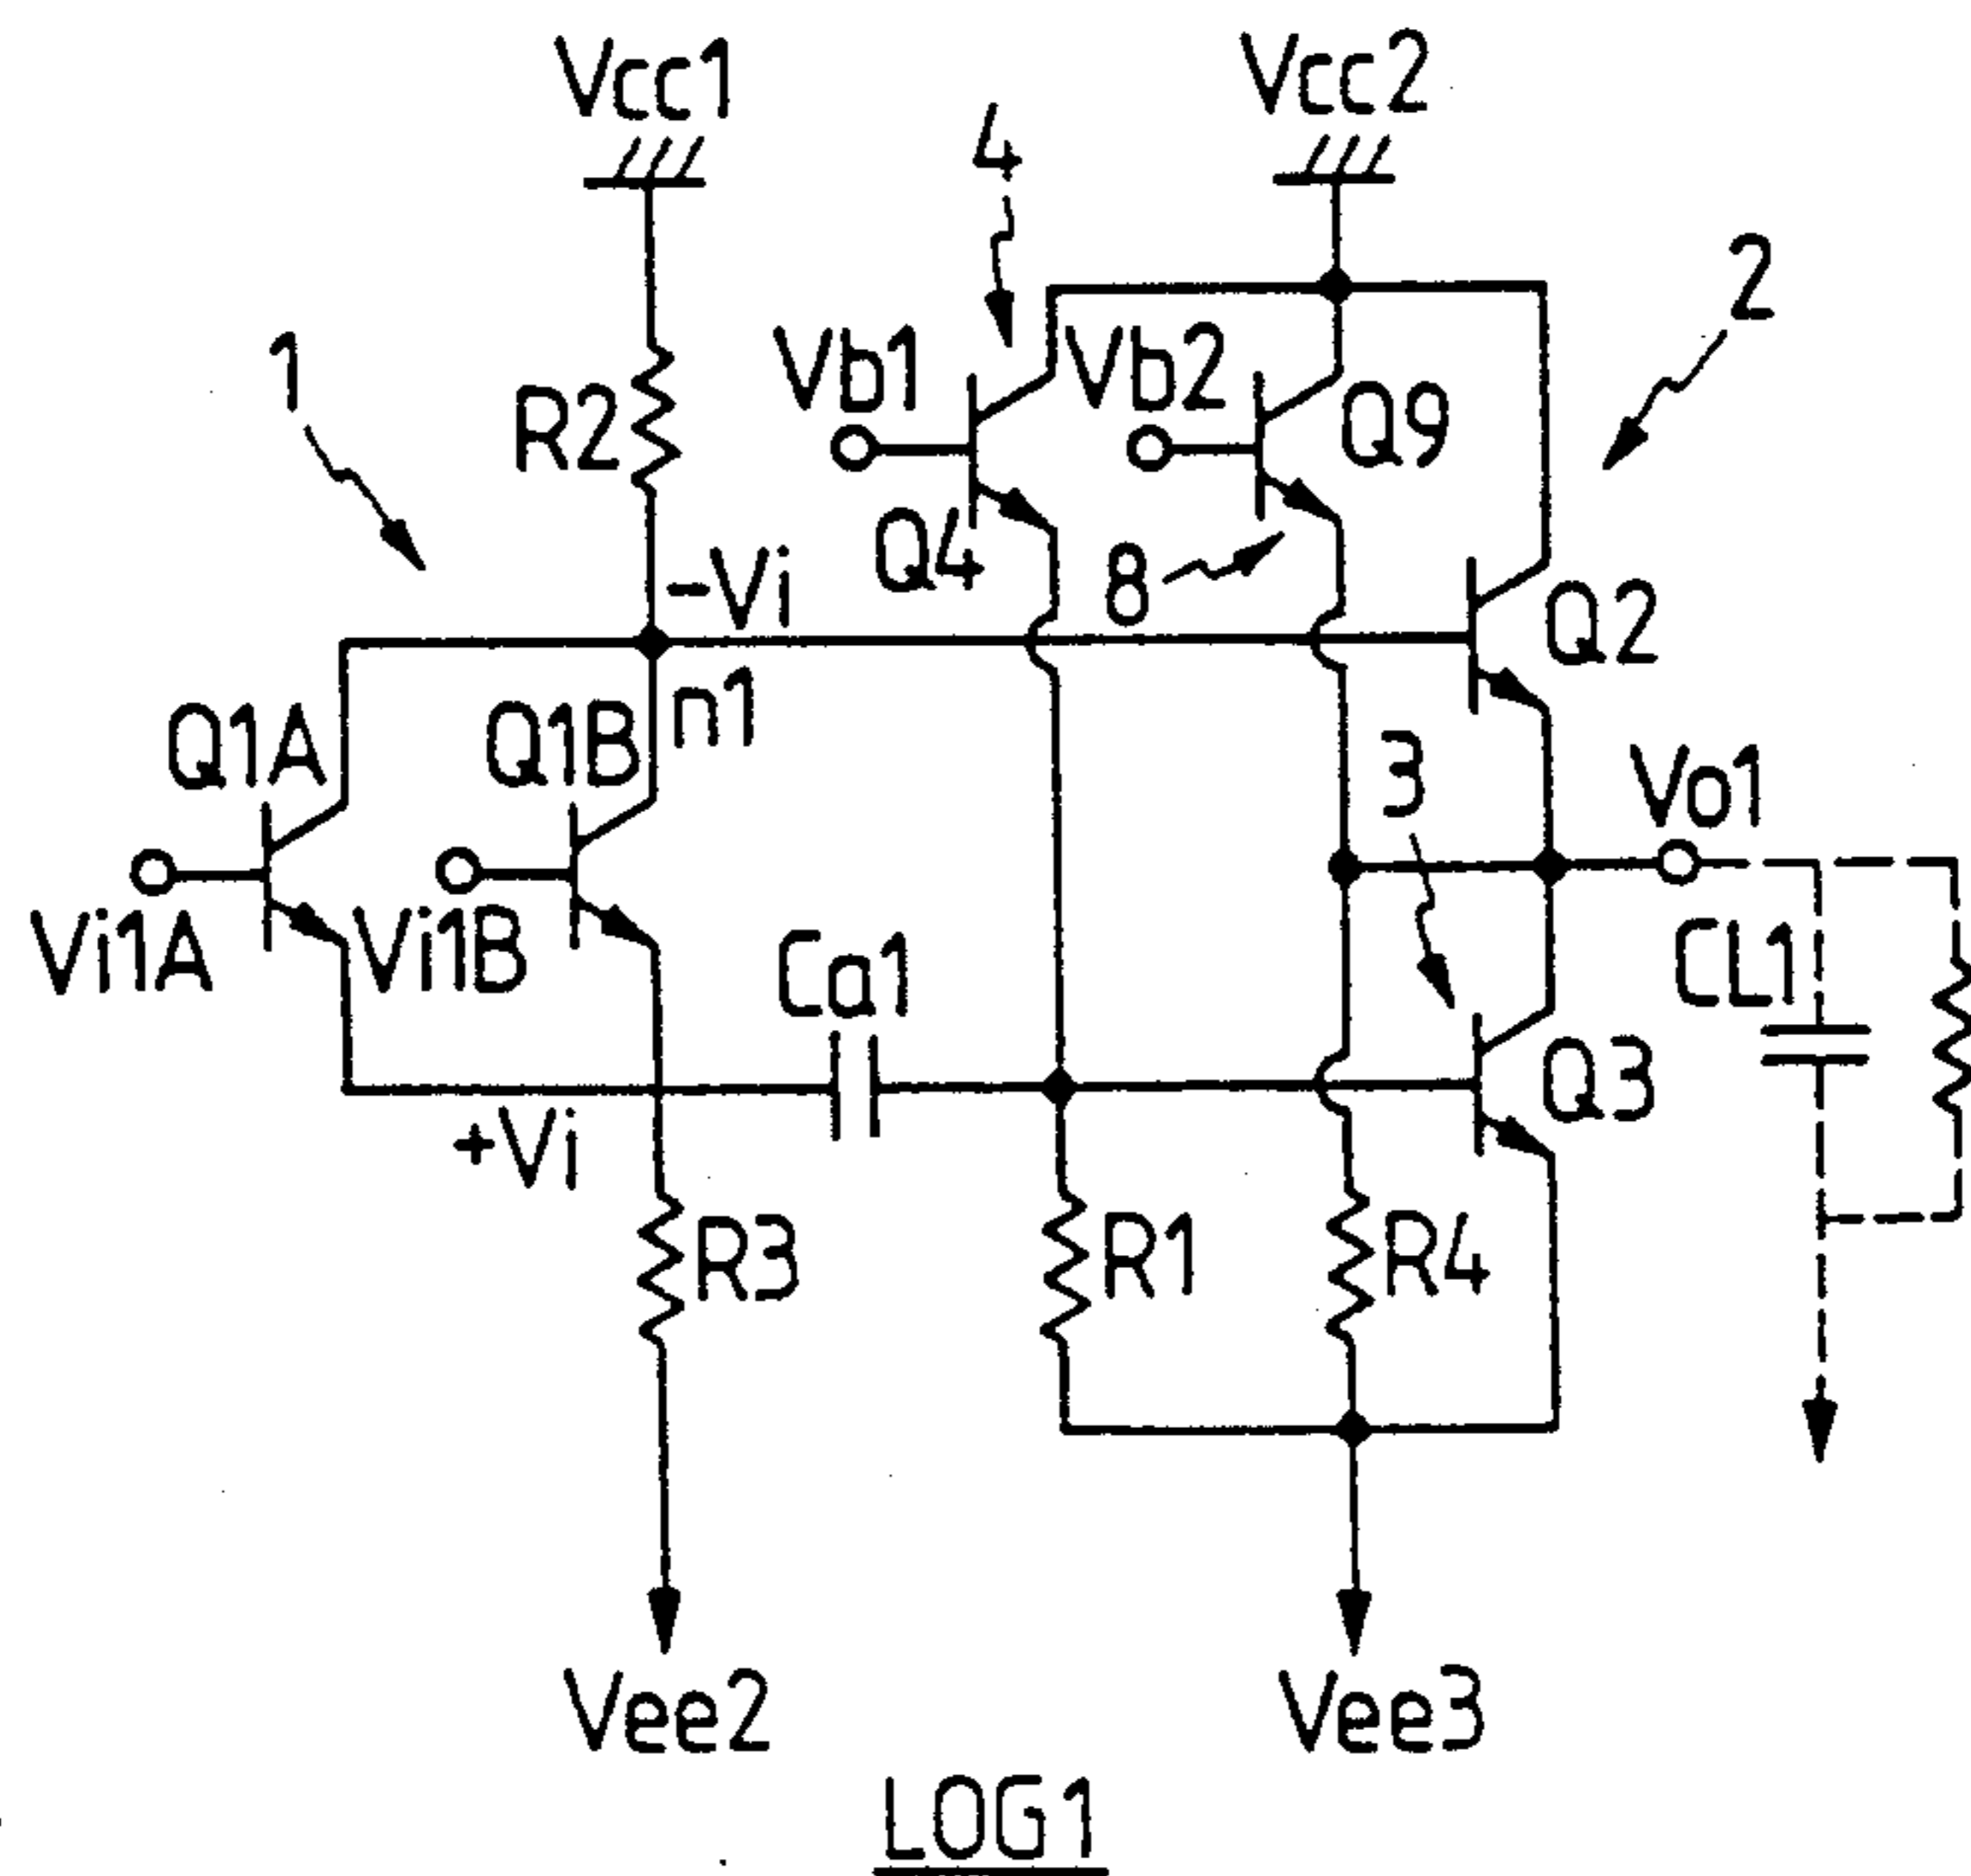 Vcc1
Vcc2
4
2
1
Vb1
Vb2
R2
Q9
Q4
8
-Vi
Q2
n1
Q1A
Q1B
3
Vo1
Vi1A
Vi1B
Ca1
CL1
Q3
+Vi
R3
R1
R4
Vee2
Vee3
LOG1